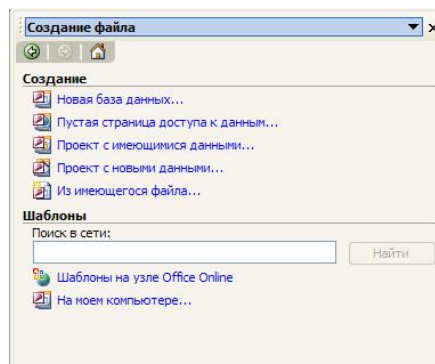 Создание файла
Создание
Новая база данных...
Пустая страница доступа к данным...
Проект с имеющимися данными...
Проект с новыми данными...
Из имеющегося файла...
Шаблоны
Поиск в сети:
Найти
Шаблоны на узле Office Online
На моем компьютере...